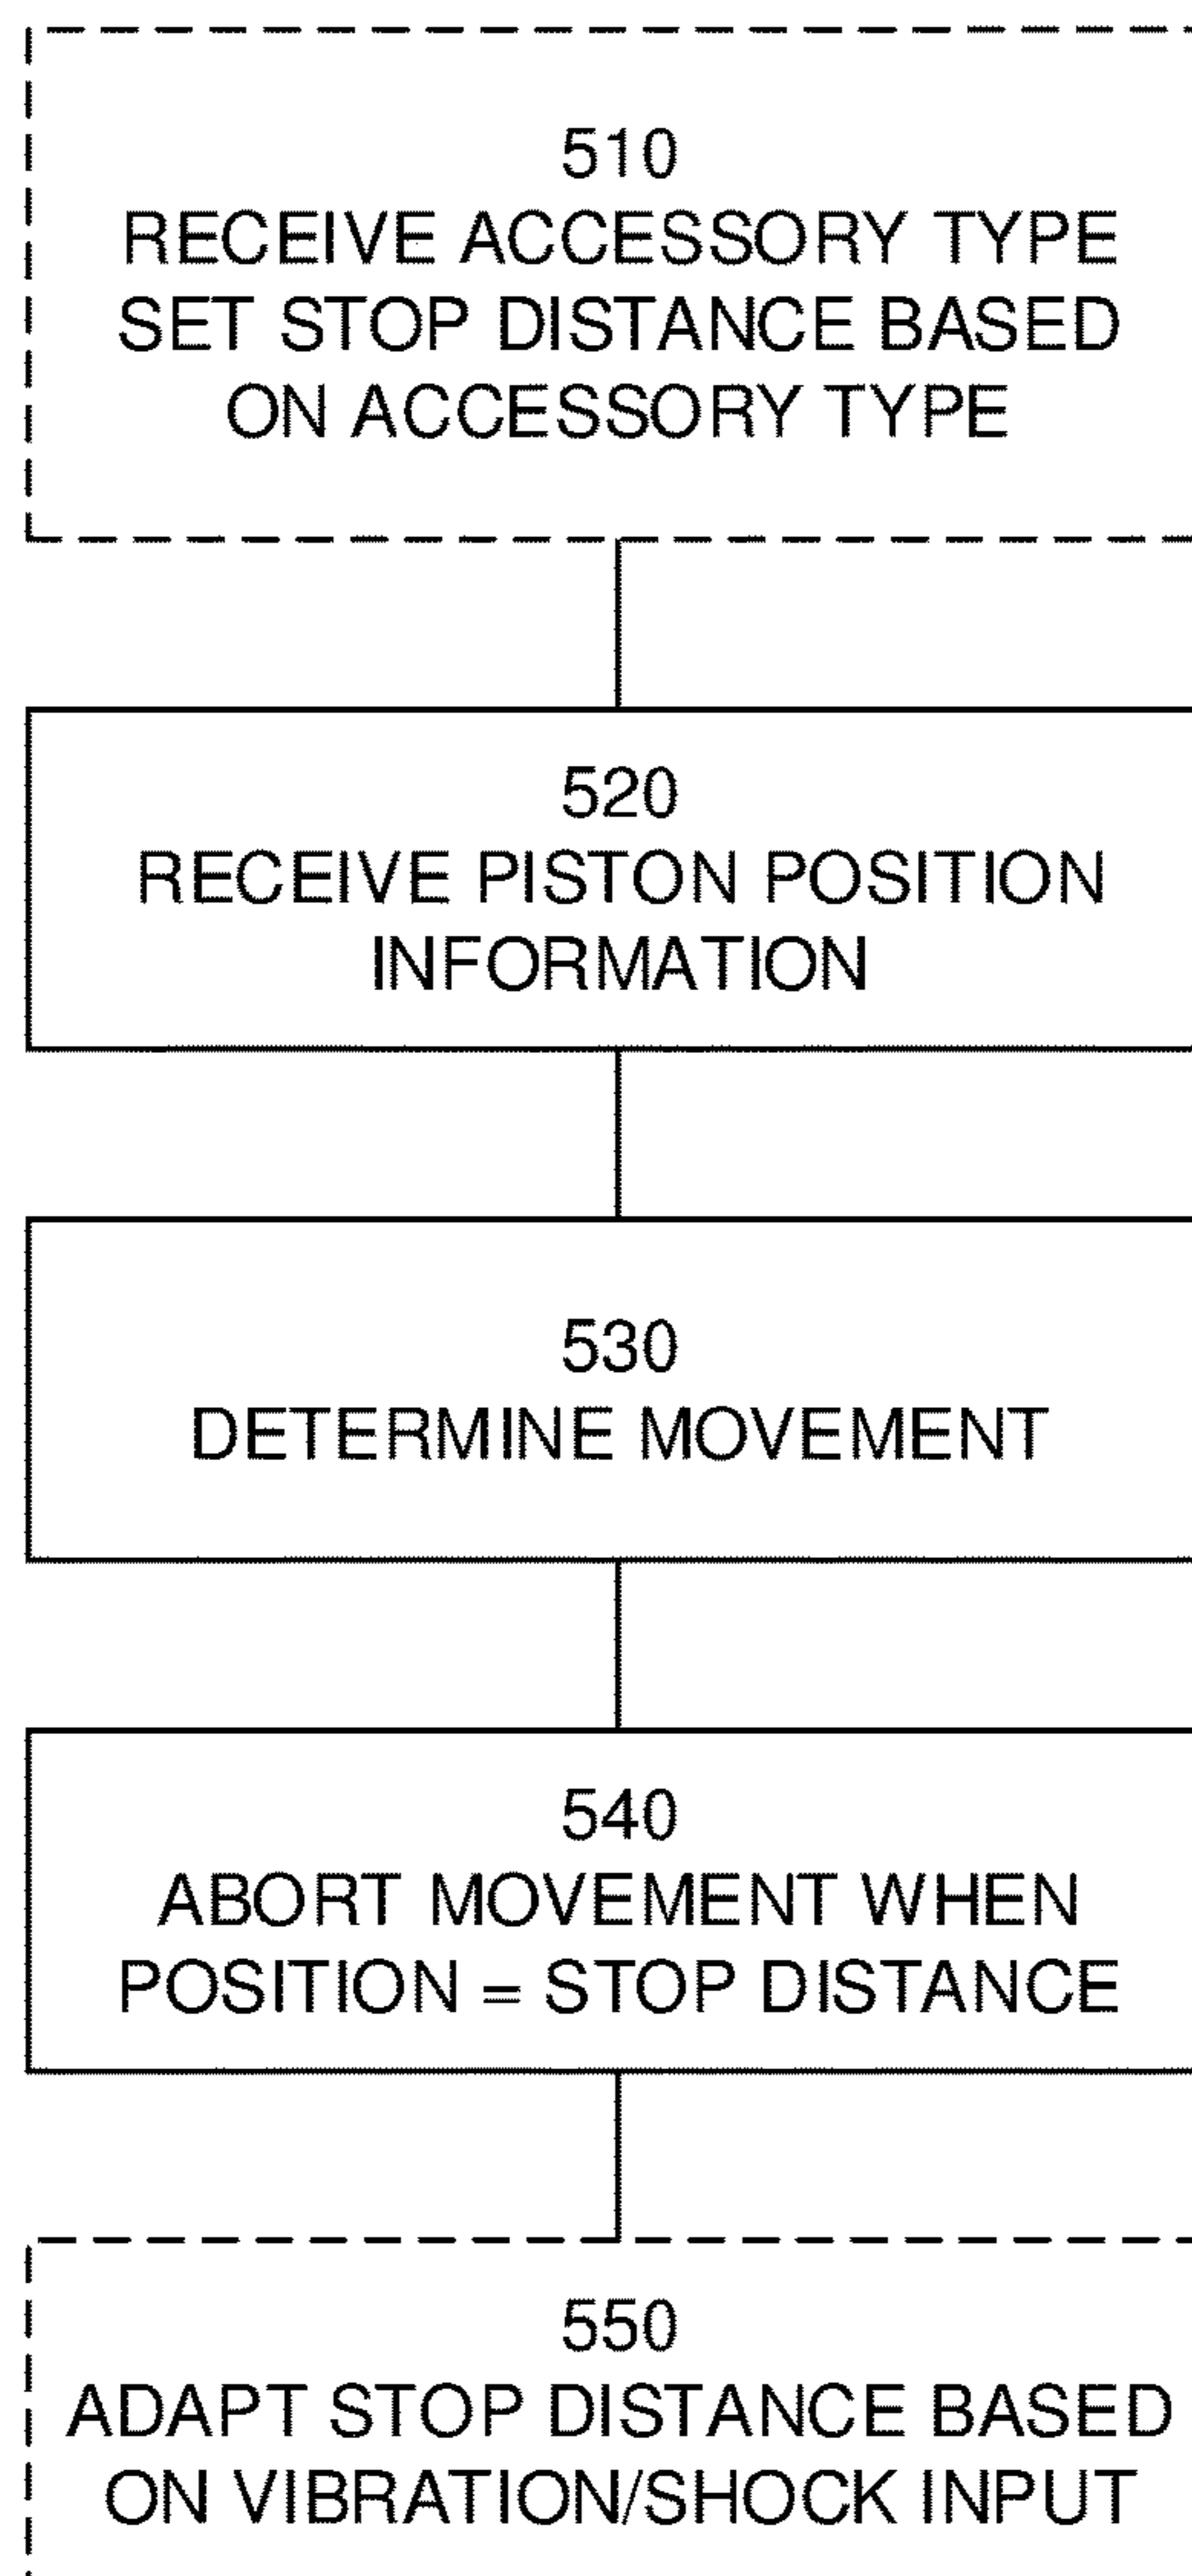 510
RECEIVE ACCESSORY TYPE
SET STOP DISTANCE BASED
ON ACCESSORY TYPE
520
RECEIVE PISTON POSITION
INFORMATION
530
DETERMINE MOVEMENT
540
ABORT MOVEMENT WHEN
POSITION = STOP DISTANCE
550
ADAPT STOP DISTANCE BASED
ON VIBRATION/SHOCK INPUT